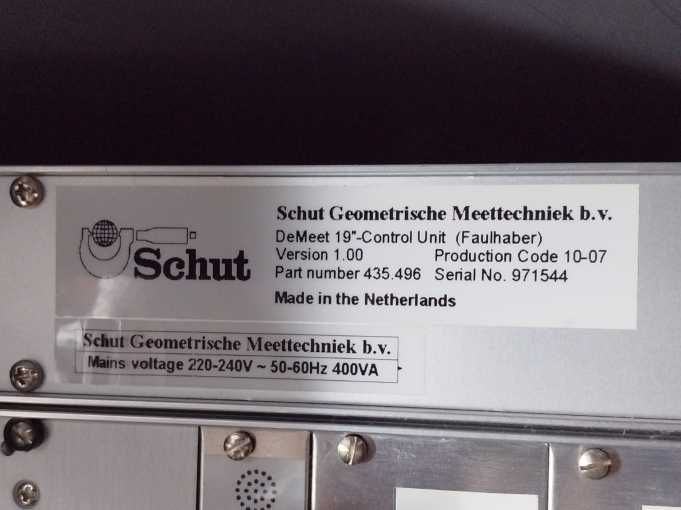 Schut
Schut Geometrische Meettechniek b.v.
DeMeet 19"-Control Unit (Faulhaber)
Version 1.00 Production Code 10-07
Part number 435.496 Serial No. 971544
Made in the Netherlands
Schut Geometrische Meettechniek b.v.
Mains voltage 220-240V ~ 50-60Hz 400VA